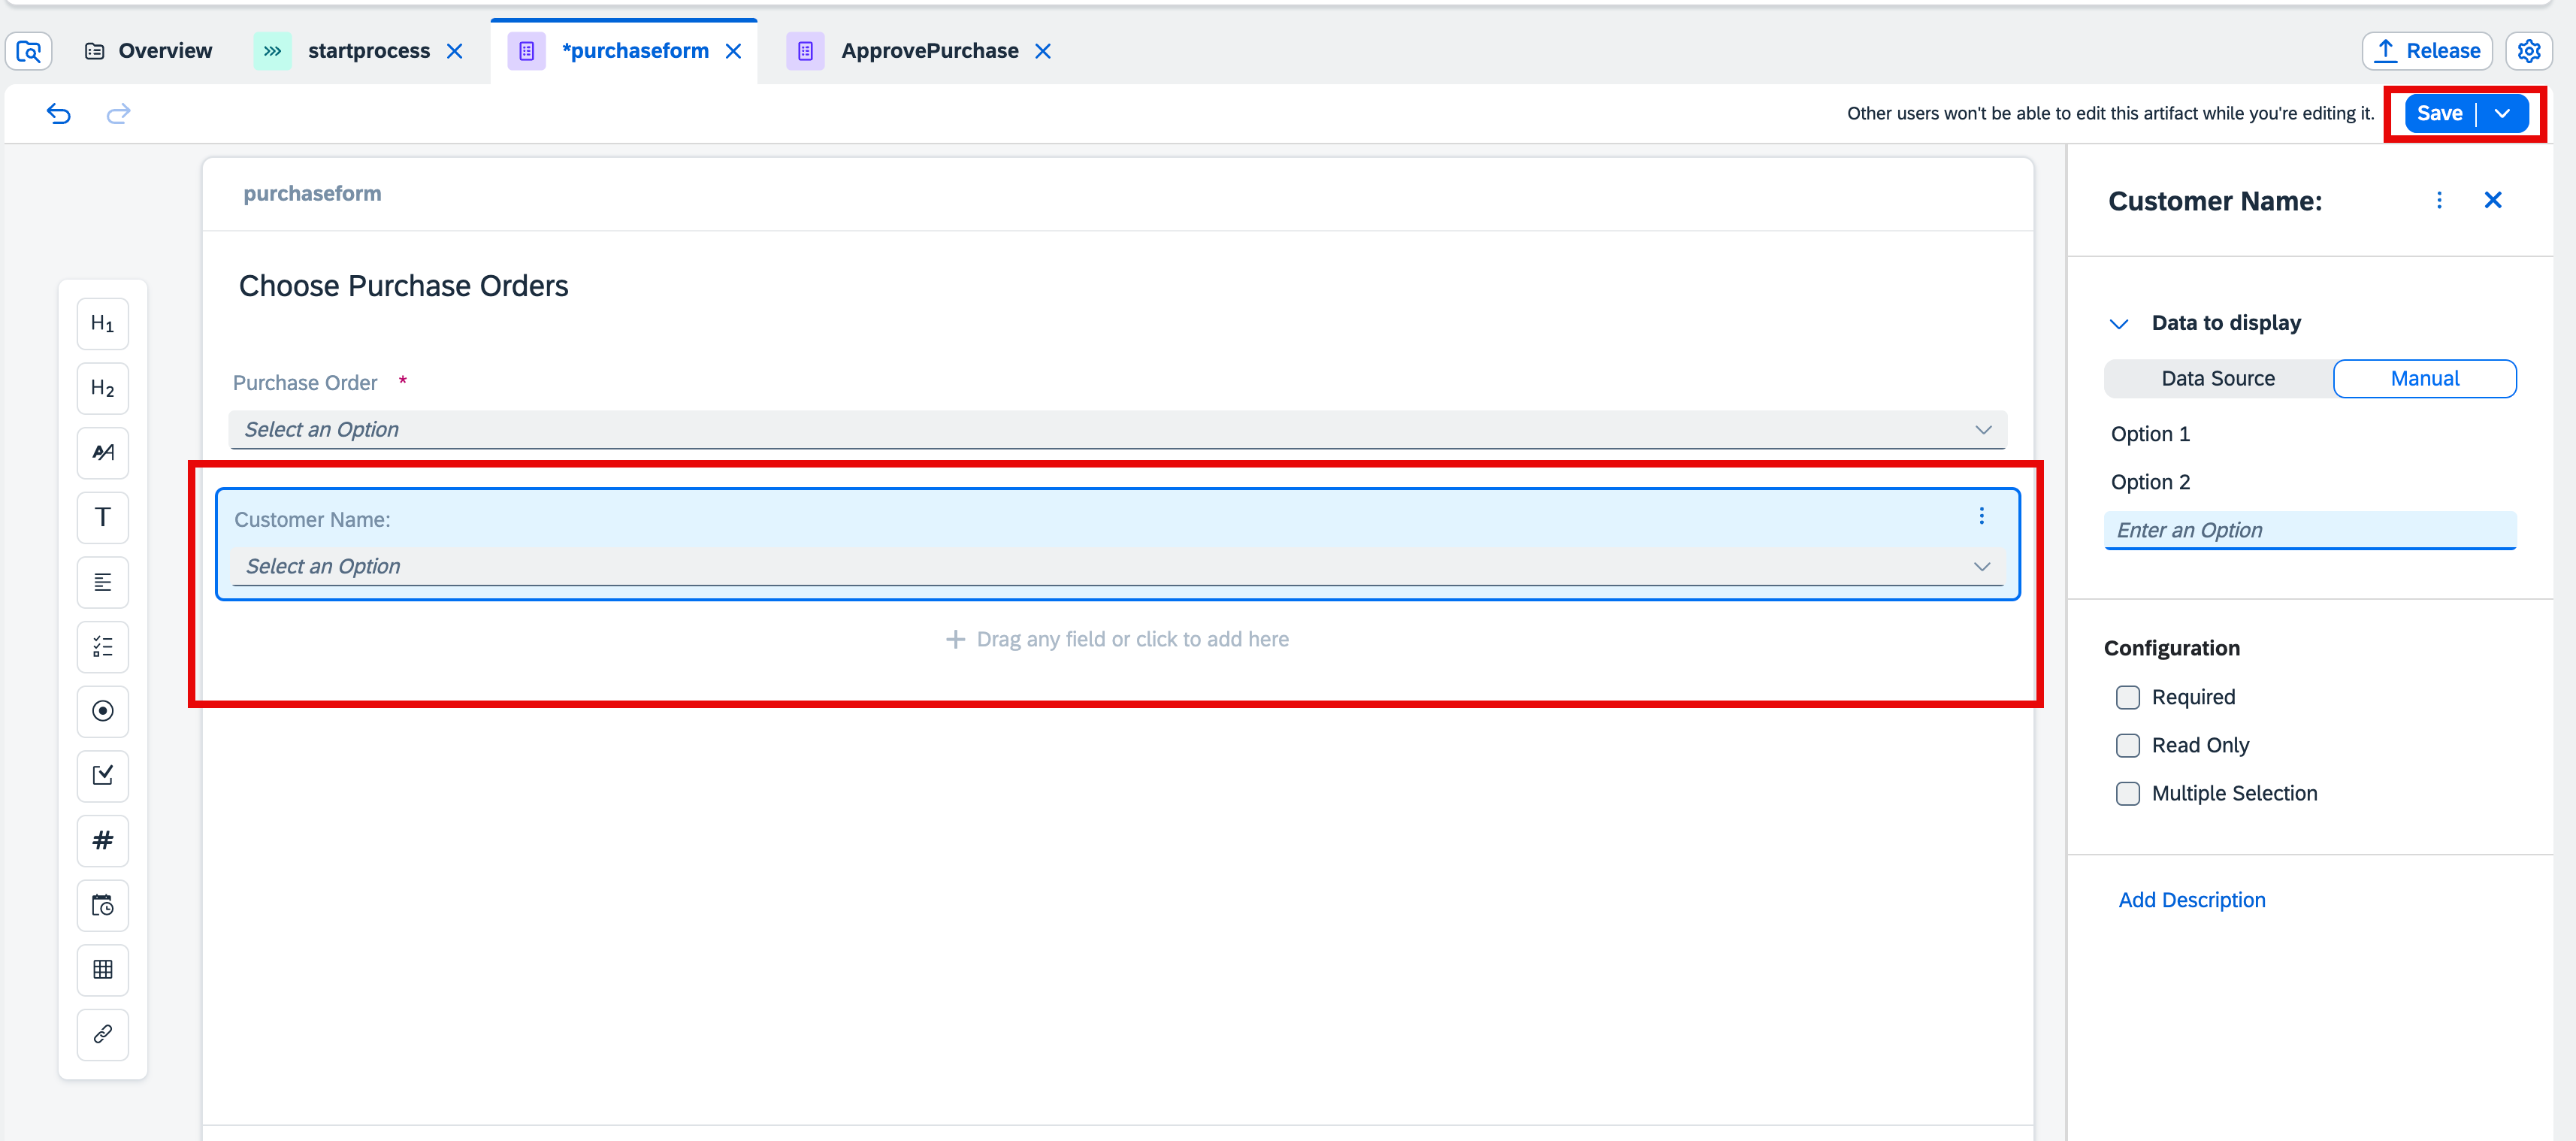 Overview
startprocess
*purchaseform
ApprovePurchase
Release
Other users won't be able to edit this artifact while you're editing it.
Save
purchaseform
Customer Name:
Choose Purchase Orders
Data to display
H1
Data Source
Manual
H2
Purchase Order *
Select an Option
Option 1
Option 2
T
Customer Name:
Enter an Option
Select an Option
Drag any field or click to add here
Configuration
Required
Read Only
Multiple Selection
#
Add Description